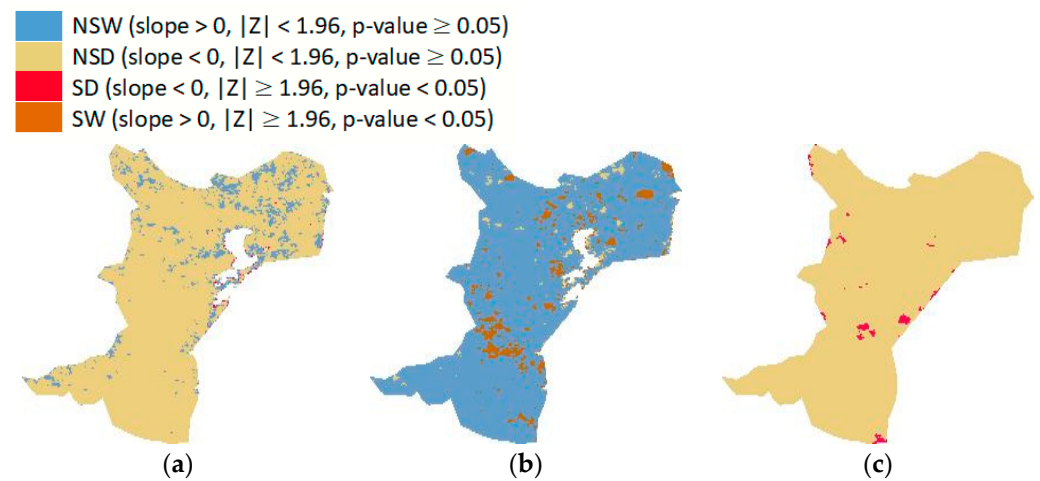 NSW (slope > 0, |Z| < 1.96, p-value ≥ 0.05)
NSD (slope < 0, |Z| < 1.96, p-value ≥ 0.05)
SD (slope < 0, |Z| ≥ 1.96, p-value < 0.05)
SW (slope > 0, |Z| ≥ 1.96, p-value < 0.05)
(a) (b) (c)